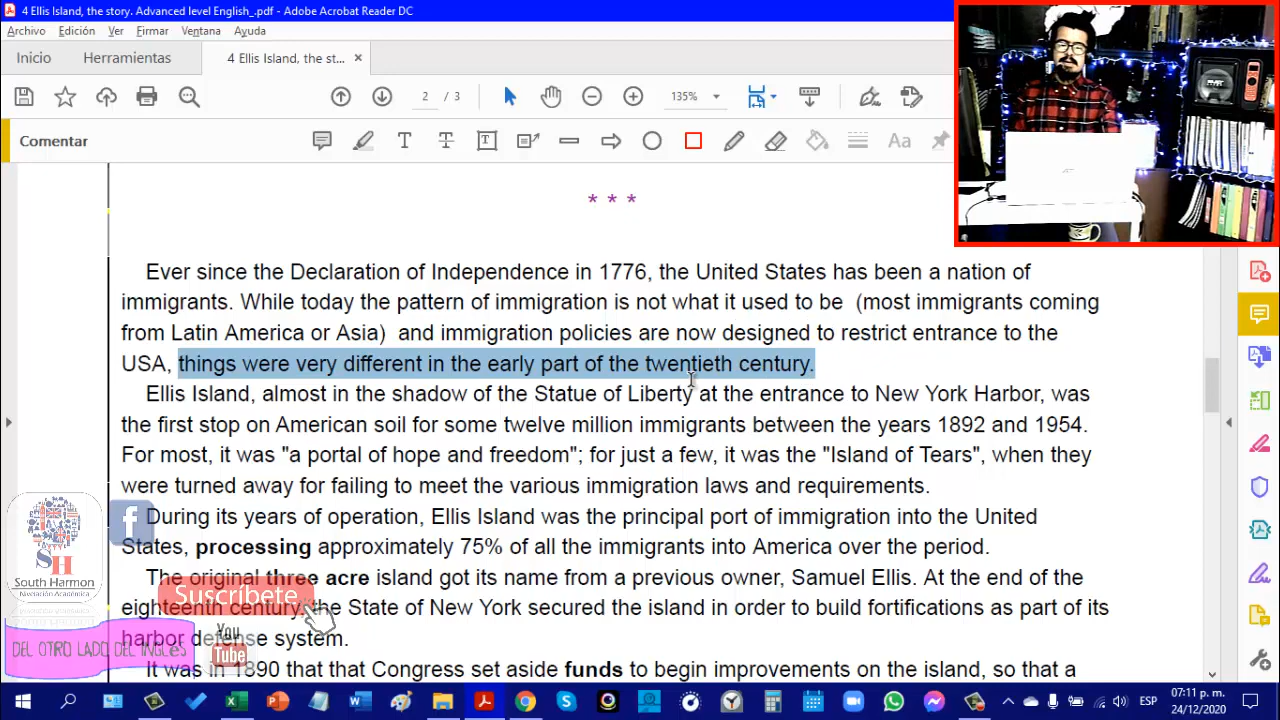 4 Ellis Island, the story. Advanced level English_.pdf - Adobe Acrobat Reader DC
Archivo Edición Ver Firmar Ventana Ayuda
Inicio Herramientas 4 Ellis Island, the st... ×
2 / 3 135%
Comentar
* * *
Ever since the Declaration of Independence in 1776, the United States has been a nation of
immigrants. While today the pattern of immigration is not what it used to be (most immigrants coming
from Latin America or Asia) and immigration policies are now designed to restrict entrance to the
USA, things were very different in the early part of the twentieth century.
Ellis Island, almost in the shadow of the Statue of Liberty at the entrance to New York Harbor, was
the first stop on American soil for some twelve million immigrants between the years 1892 and 1954.
For most, it was "a portal of hope and freedom"; for just a few, it was the "Island of Tears", when they
were turned away for failing to meet the various immigration laws and requirements.
During its years of operation, Ellis Island was the principal pot of immigration into the United
States, processing approximately 75% of all the immigrants into America over the period.
The original three acre island got its name from a previous owner, Samuel Ellis. At the end of the
eighteenth century, the State of New York secured the island in order to build fortifications as part of its
harbor defense system.
It was in 1890 that that Congress set aside funds to begin improvements on the island, so that a
SH
South Harmon
Nivelación Académica
Suscríbete
DEL OTRO LADO DEL INGLéS
You
Tube
ESP
07:11 p. m.
24/12/2020